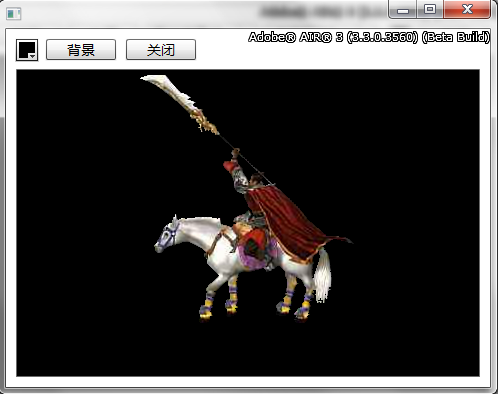 Adobe® AIR® 3 (3.3.0.3560) (Beta Build)
背景
关闭